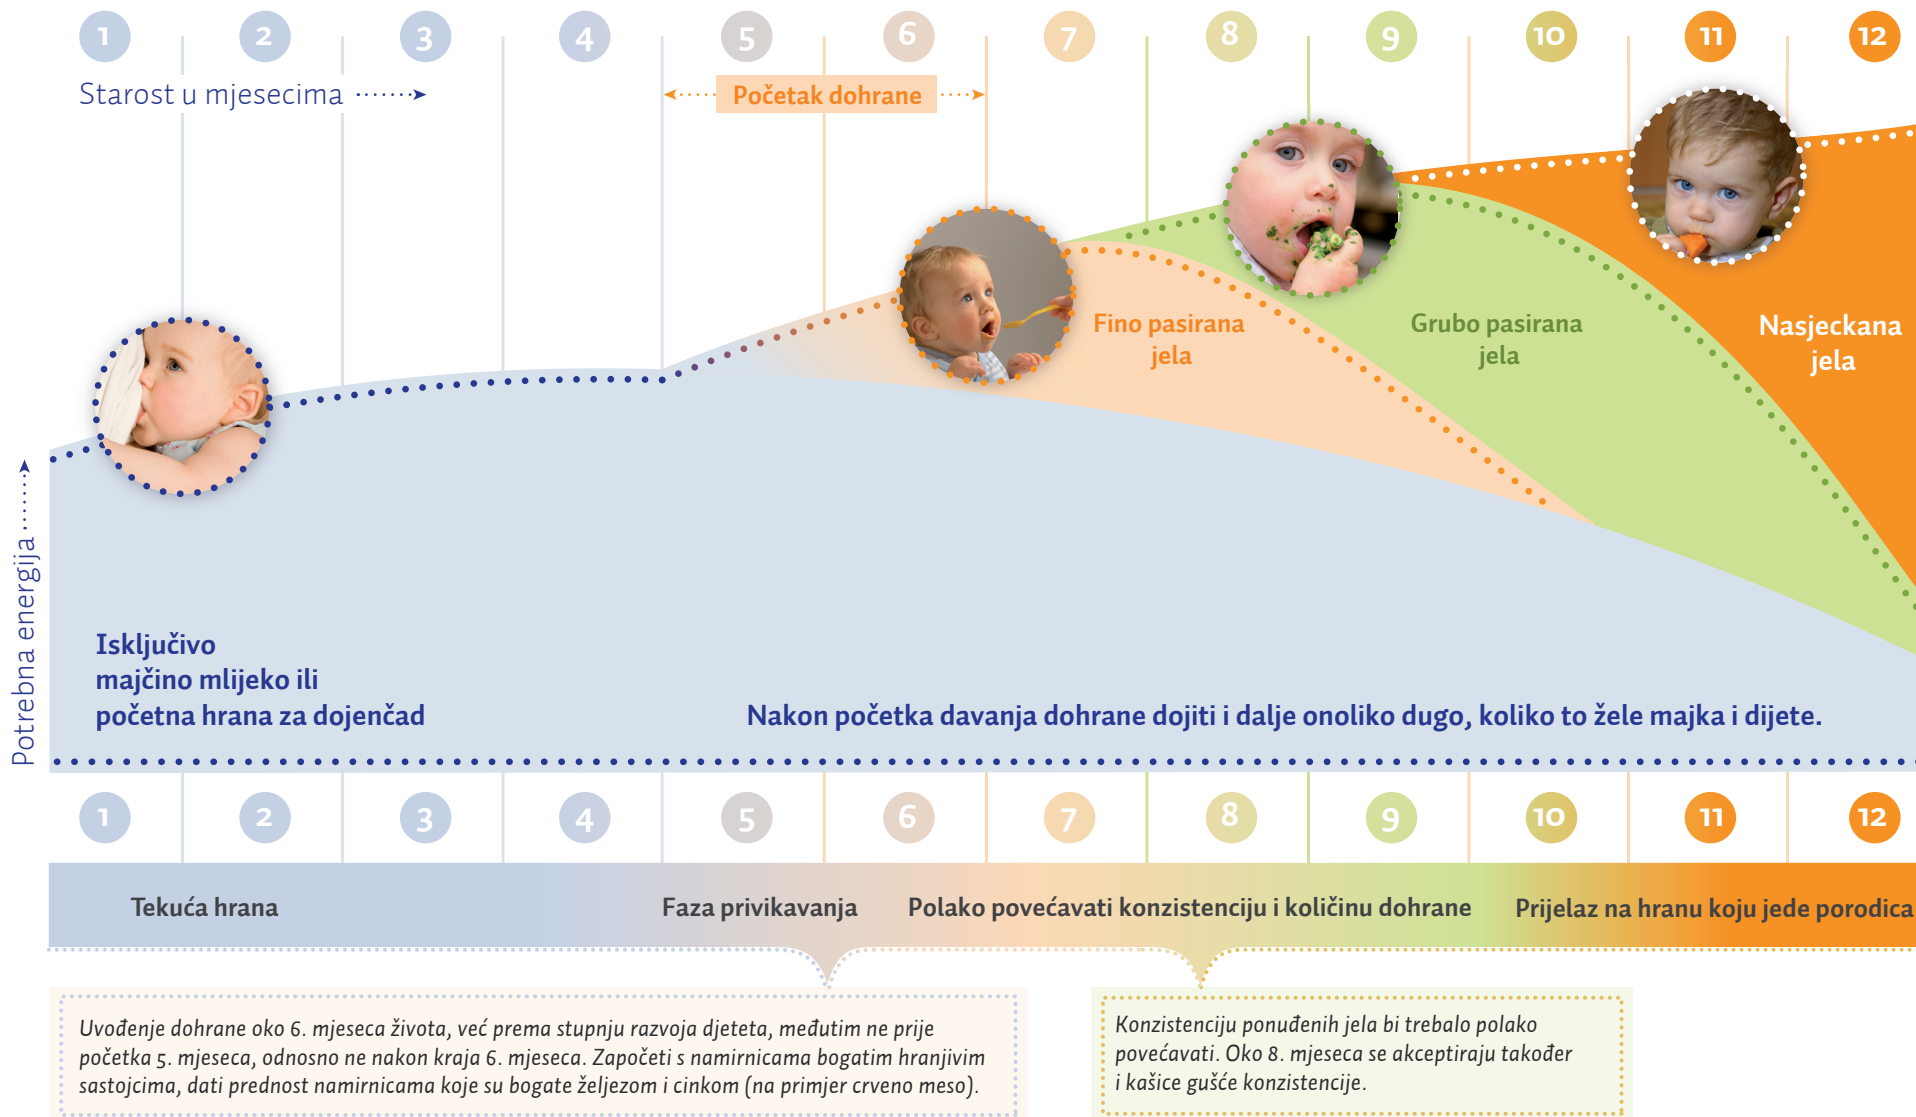 1 2 3 4 5 6 7 8 9 10 11 12
Starost u mjesecima
Početak dohrane
Fino pasirana
jela
Grubo pasirana
jela
Nasjeckana
jela
Potrebna energija
Isključivo
majčino mlijeko ili
početna hrana za dojenčad
Nakon početka davanja dohrane dojiti i dalje onoliko dugo, koliko to žele majka i dijete.
1 2 3 4 5 6 7 8 9 10 11 12
Tekuća hrana
Faza privikavanja
Polako povećavati konzistenciju i količinu dohrane
Prijelaz na hranu koju jede porodica
Uvođenje dohrane oko 6. mjeseca života, već prema stupnju razvoja djeteta, međutim ne prije
početka 5. mjeseca, odnosno ne nakon kraja 6. mjeseca. Započeti s namirnicama bogatim hranjivim
sastojcima, dati prednost namirnicama koje su bogate željezom i cinkom (na primjer crveno meso).
Konzistenciju ponuđenih jela bi trebalo polako
povećavati. Oko 8. mjeseca se akceptiraju također
i kašice gušće konzistencije.